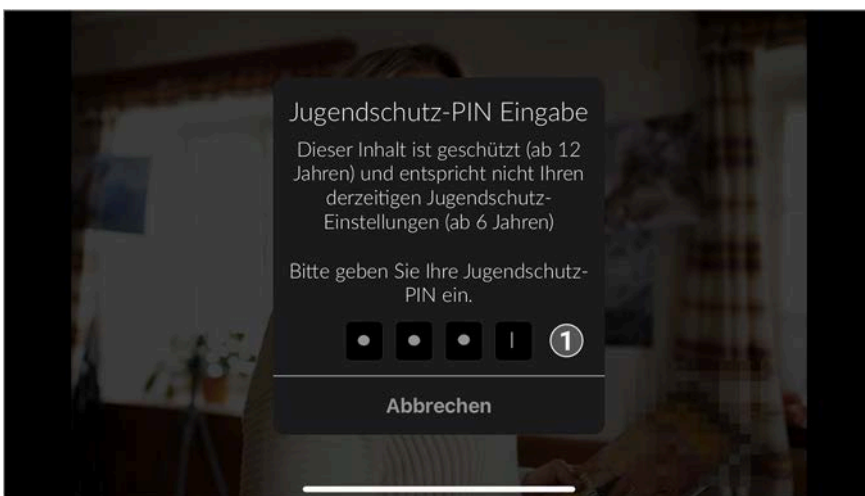 Jugendschutz-PIN Eingabe
Dieser Inhalt ist geschützt (ab 12
Jahren) und entspricht nicht Ihren
derzeitigen Jugendschutz-
Einstellungen (ab 6 Jahren)
Bitte geben Sie Ihre Jugendschutz-
PIN ein.
1
Abbrechen